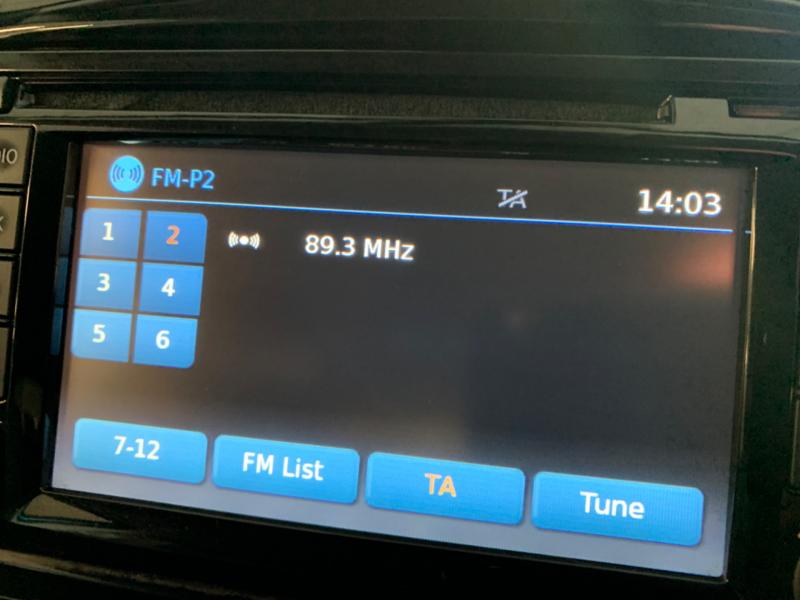 IO
FM-P2
TA
14:03
1 2
89.3 MHz
3 4
5 6
7-12
FM List
TA
Tune